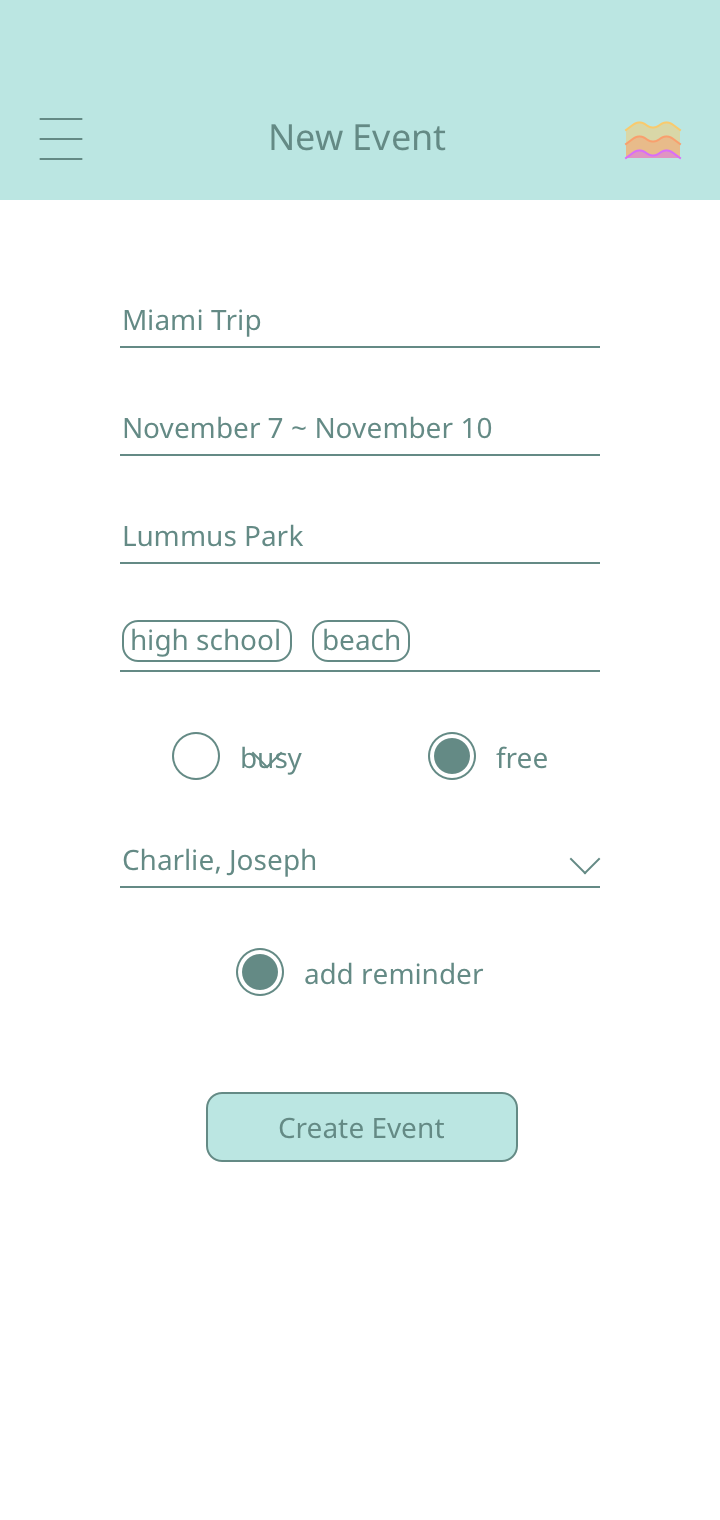 New Event
Miami Trip
November 7 ~ November 10
Lummus Park
high school beach
busy free
Charlie, Joseph
add reminder
Create Event